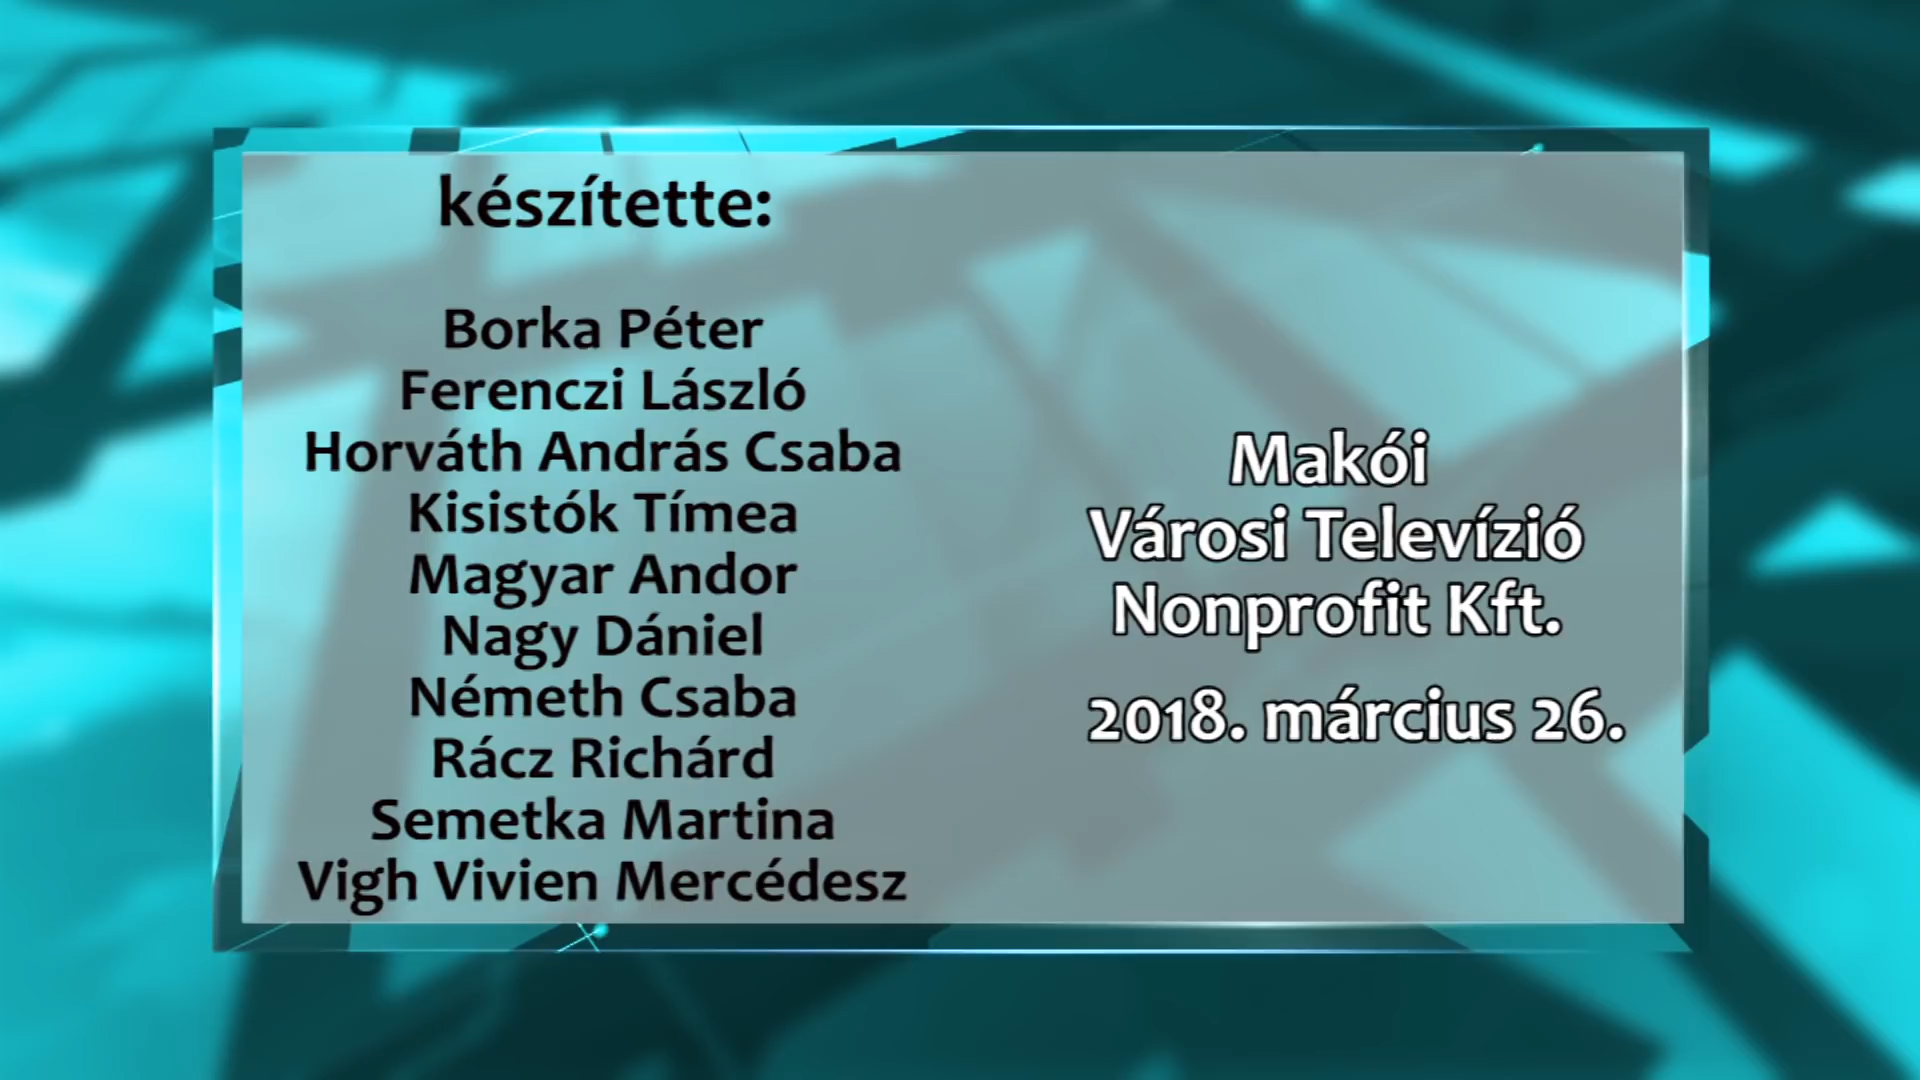 készítette:
Borka Péter
Ferenczi László
Horváth András Csaba
Kisistók Tímea
Magyar Andor
Nagy Dániel
Németh Csaba
Rácz Richárd
Semetka Martina
Vigh Vivien Mercédesz
Makói
Városi Televízió
Nonprofit Kft.
2018. március 26.